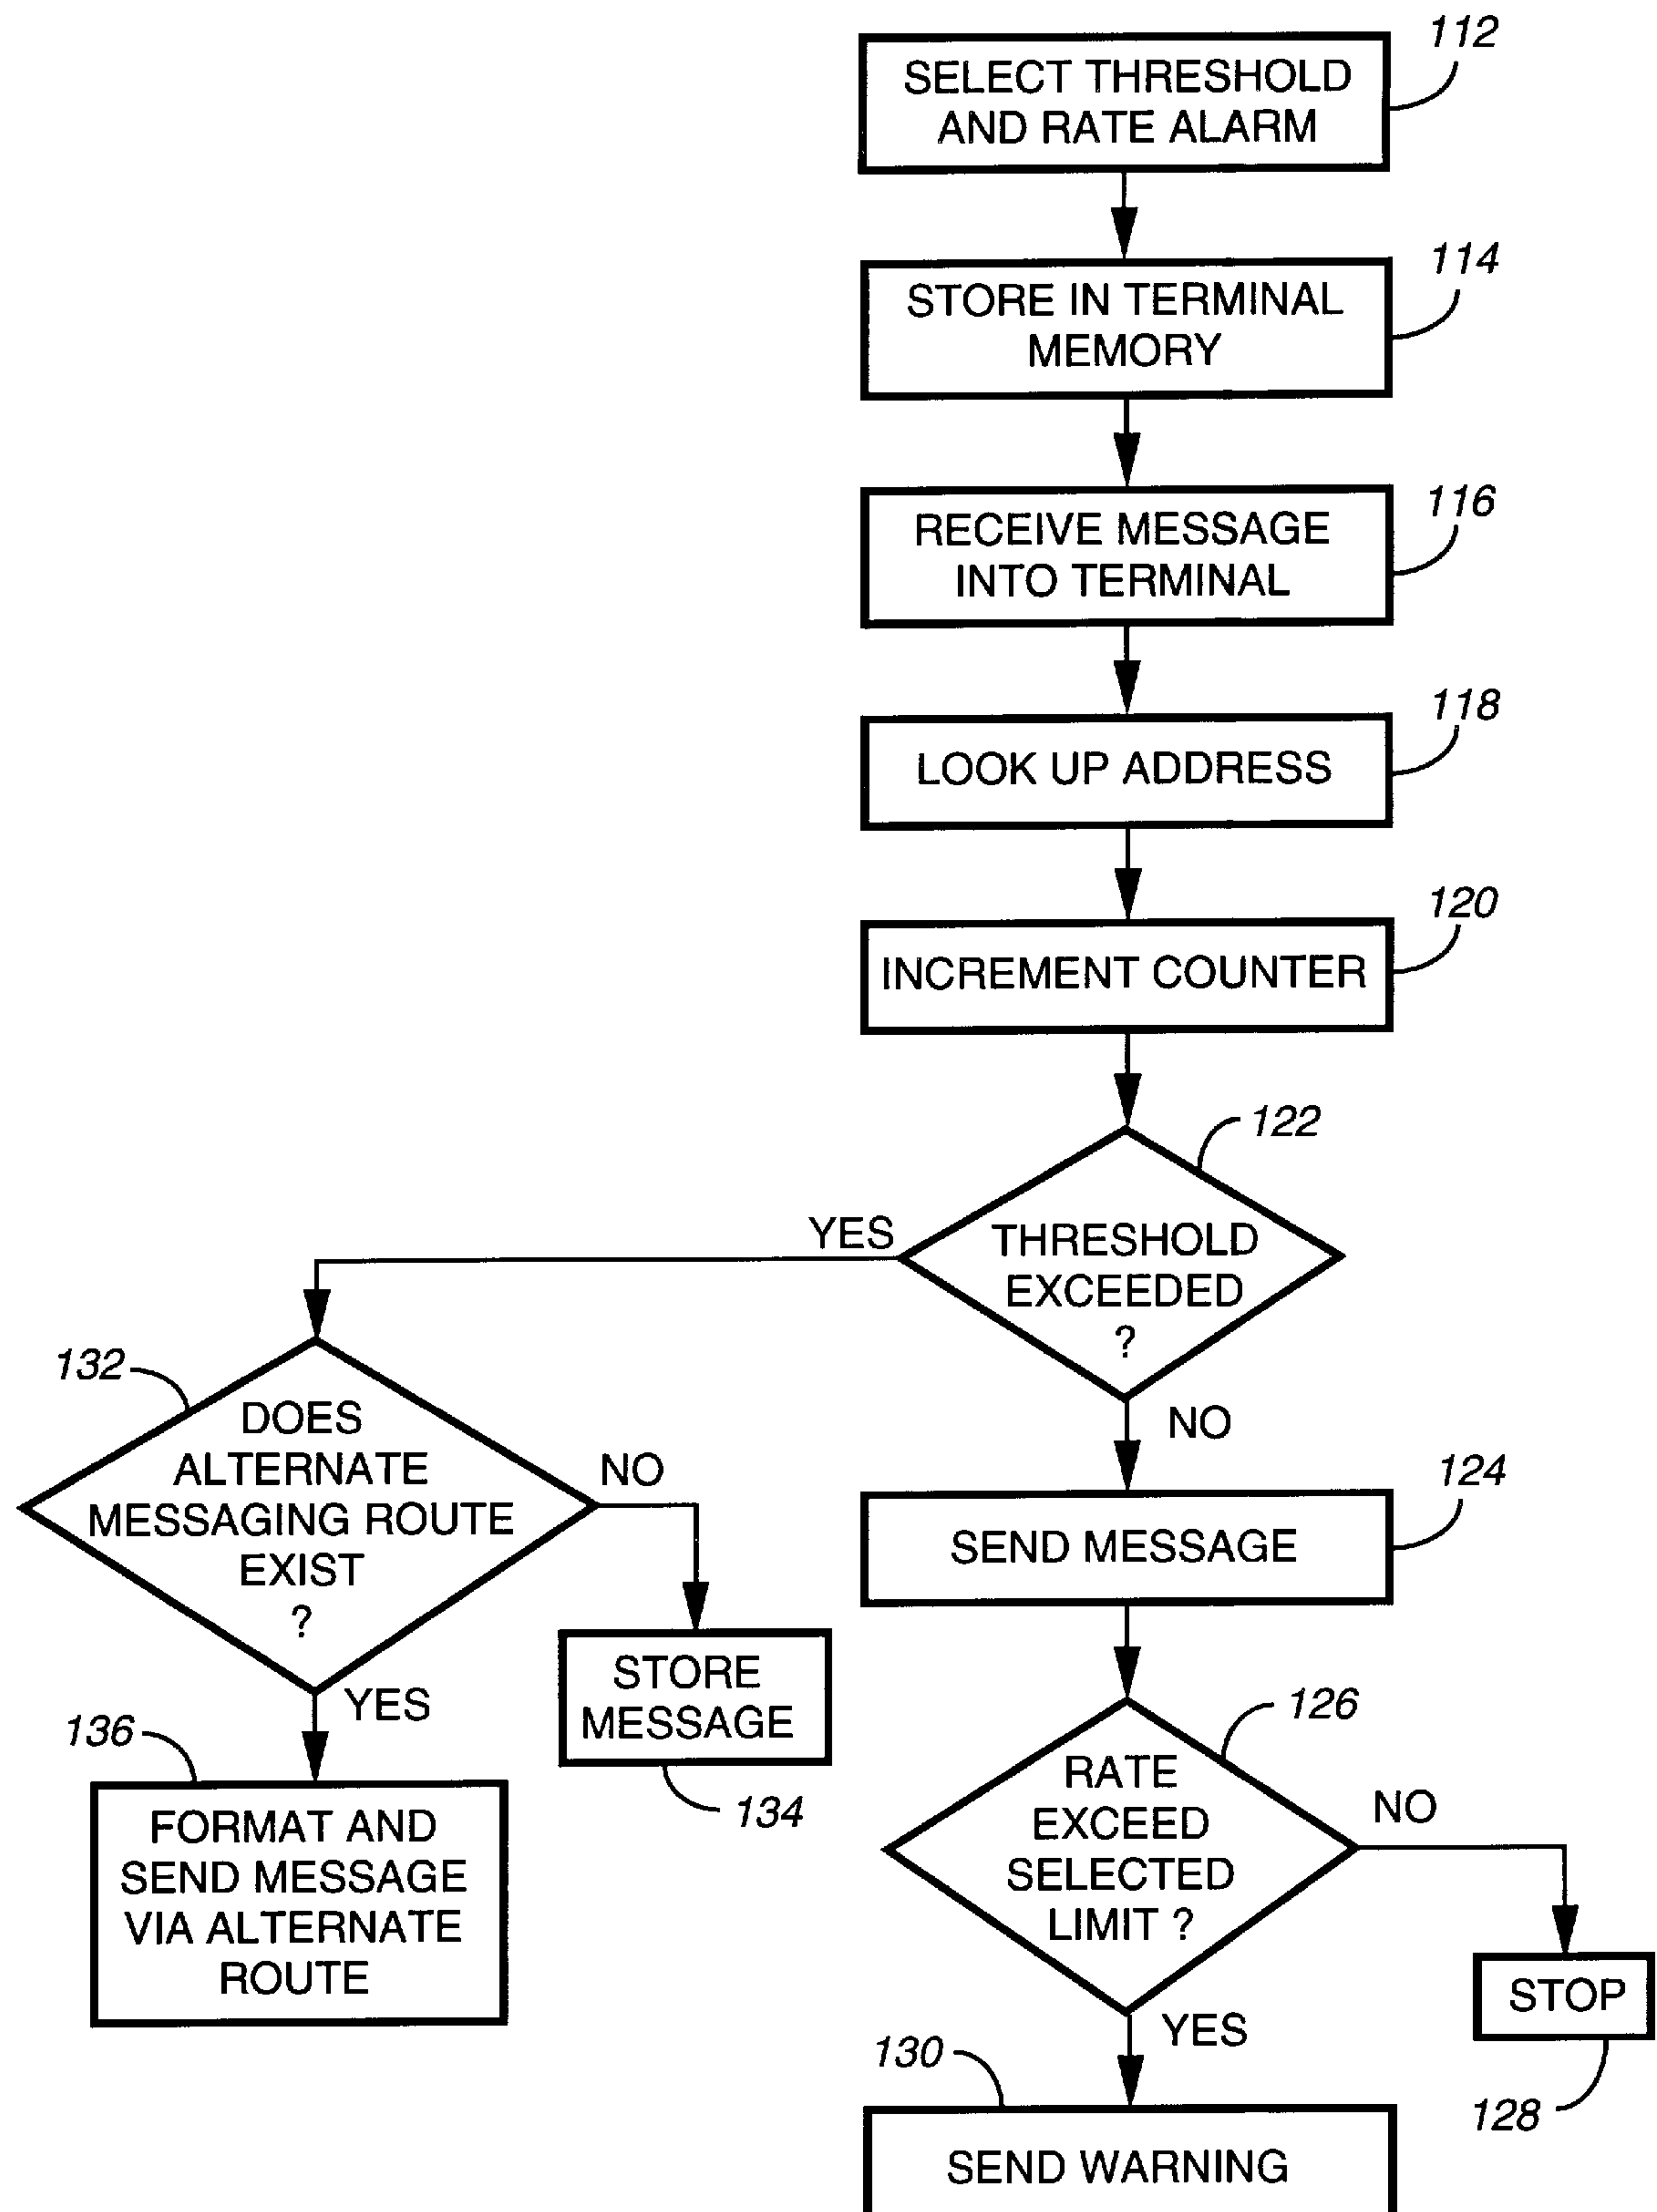 112
SELECT THRESHOLD
AND RATE ALARM
114
STORE IN TERMINAL
MEMORY
116
RECEIVE MESSAGE
INTO TERMINAL
118
LOOK UP ADDRESS
120
INCREMENT COUNTER
122
THRESHOLD
EXCEEDED
?
YES
NO
132
DOES
ALTERNATE
MESSAGING ROUTE
EXIST
?
NO
STORE
MESSAGE
134
YES
136
FORMAT AND
SEND MESSAGE
VIA ALTERNATE
ROUTE
124
SEND MESSAGE
126
RATE
EXCEED
SELECTED
LIMIT ?
NO
STOP
128
YES
130
SEND WARNING